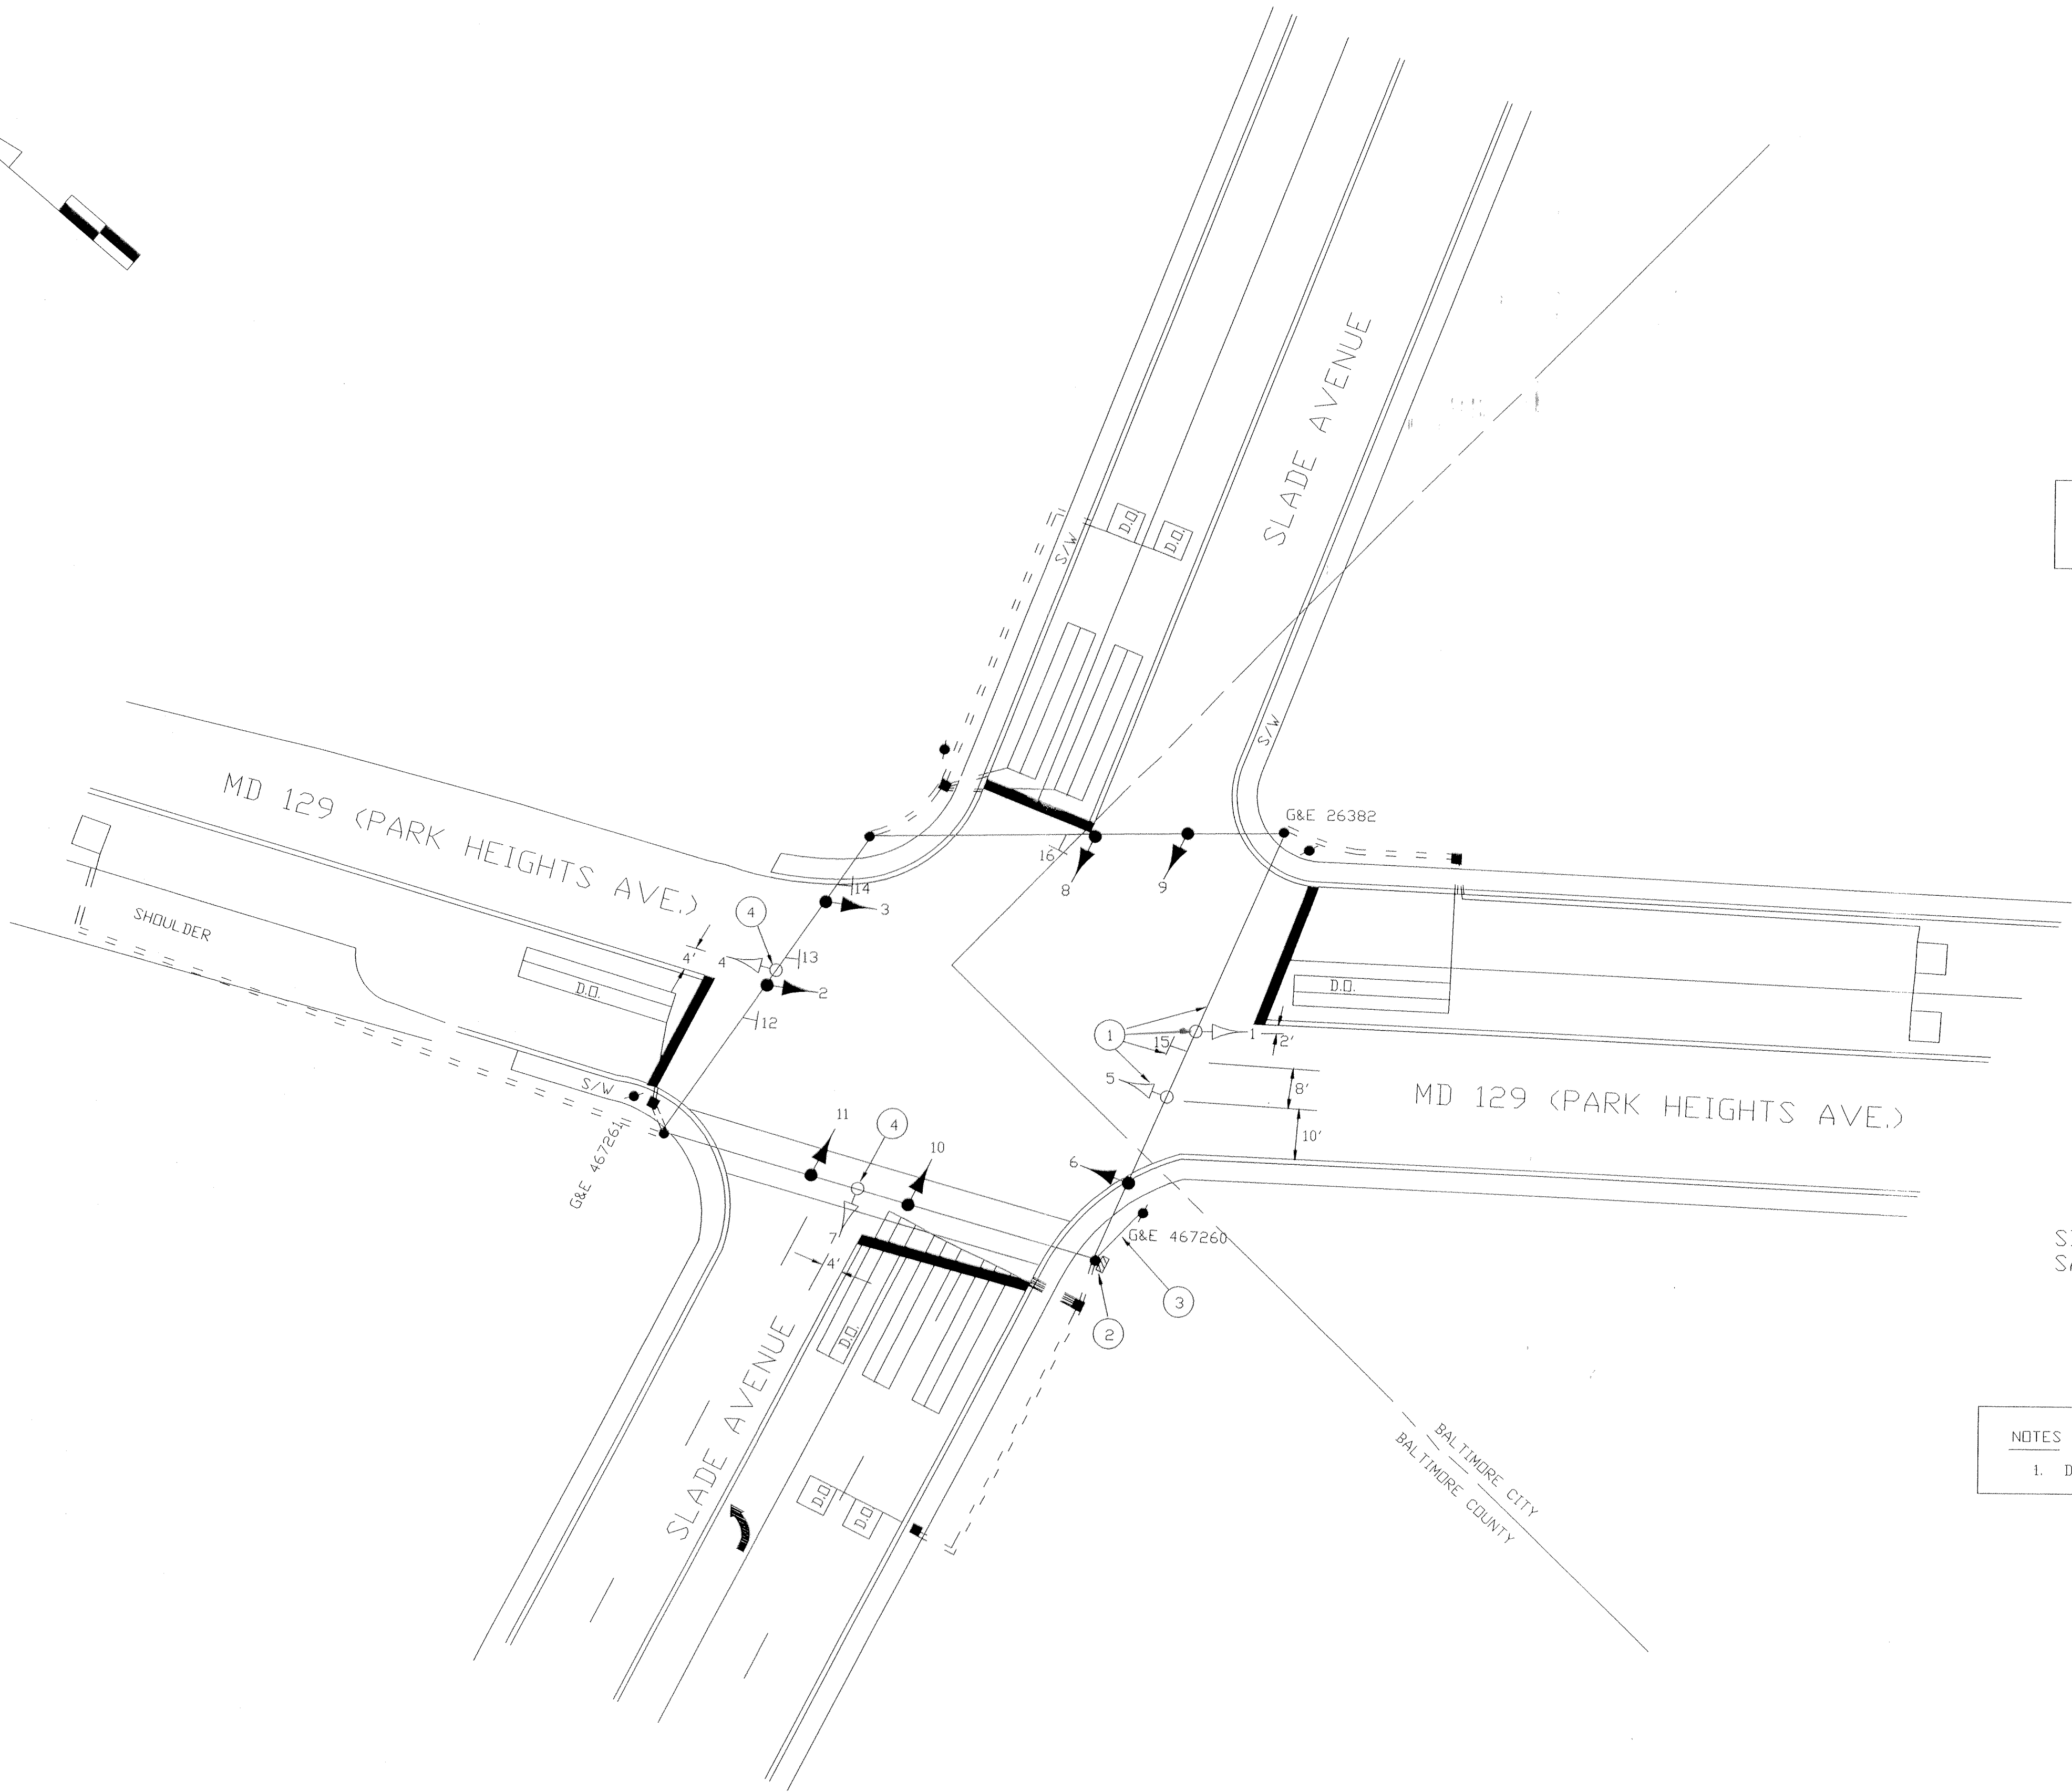 SLADE AVENUE
D.O.
D.O.
S/W
S/W
MD 129 (PARK HEIGHTS AVE.)
SHOULDER
G&E 26382
16
8
9
14
3
4
4'
4
13
2
12
D.O.
D.O.
1
15
1
2'
5
8'
10'
MD 129 (PARK HEIGHTS AVE.)
S/W
G&E 467261
11
4
10
6
7
4'
G&E 467260
3
2
D.O.
SLADE AVENUE
D.O.
D.O.
BALTIMORE CITY
BALTIMORE COUNTY
NOTES
1. D